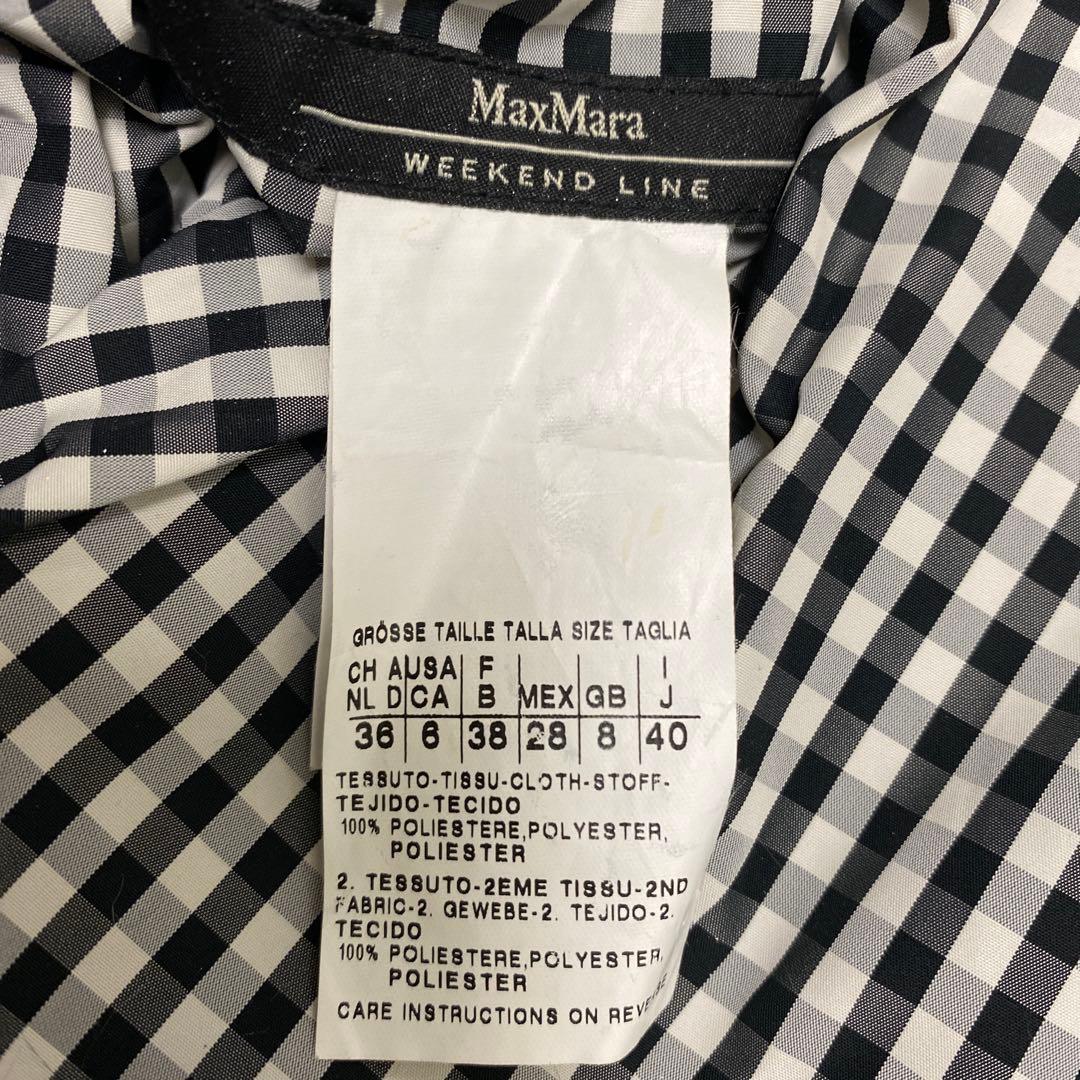 MaxMara
WEEKEND LINE
GRÖSSE TAILLE TALLA SIZE TAGLIA
CH A USA F I
NL D CA B MEX GB J
36 6 38 28 8 40
TESSUTO-TISSU-CLOTH-STOFF-
TEJIDO-TECIDO
100% POLIESTERE,POLYESTER,
POLIESTER
2. TESSUTO-2EME TISSU-2ND
FABRIC-2. GEWEBE-2. TEJIDO-2.
TECIDO
100% POLIESTERE,POLYESTER,
POLIESTER
CARE INSTRUCTIONS ON REVERSE